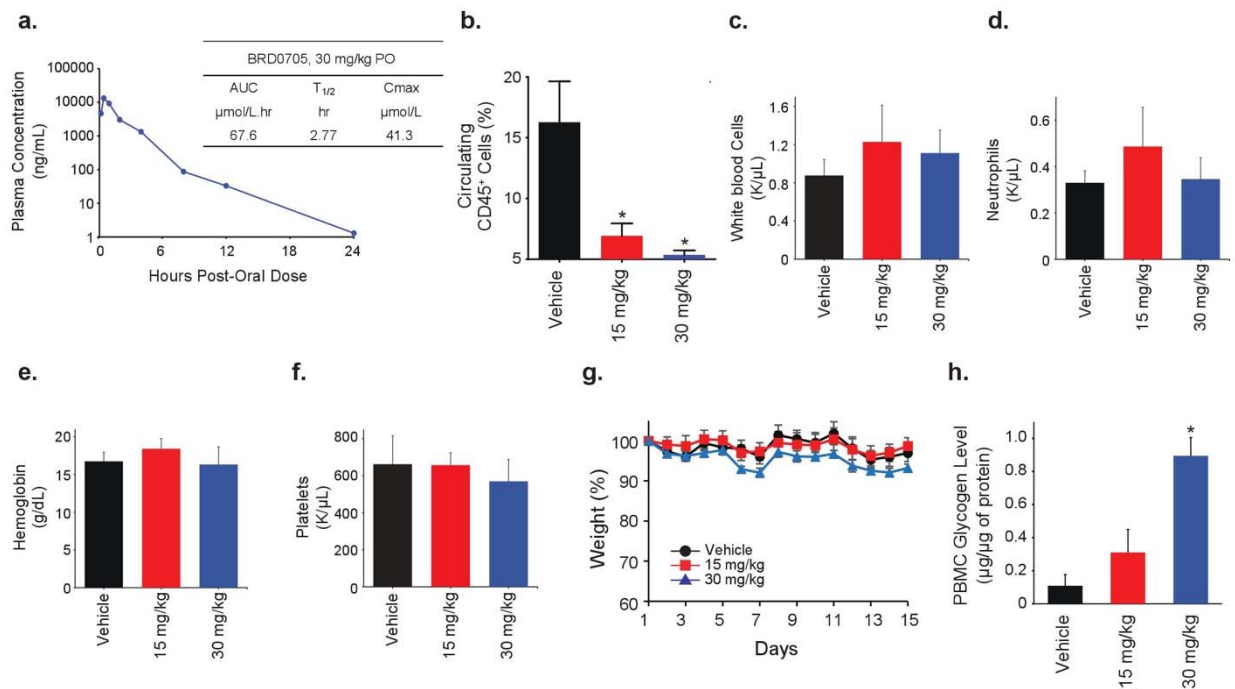 a.
BRD0705, 30 mg/kg PO
AUC T1/2 Cmax
µmol/L.hr hr µmol/L
67.6 2.77 41.3
100000
10000
1000
100
10
1
Plasma Concentration
(ng/mL)
0 6 12 18 24
Hours Post-Oral Dose
b.
20
15
10
5
Circulating
CD45+ Cells (%)
*
*
Vehicle
15 mg/kg
30 mg/kg
c.
1.6
1.2
0.8
0.4
0
White blood Cells
(K/µL)
Vehicle
15 mg/kg
30 mg/kg
d.
0.6
0.4
0.2
0
Neutrophils
(K/µL)
Vehicle
15 mg/kg
30 mg/kg
e.
20
15
10
5
0
Hemoglobin
(g/dL)
Vehicle
15 mg/kg
30 mg/kg
f.
800
600
400
200
0
Platelets
(K/µL)
Vehicle
15 mg/kg
30 mg/kg
g.
100
90
80
70
60
Weight (%)
Vehicle
15 mg/kg
30 mg/kg
1 3 5 7 9 11 13 15
Days
h.
1.0
0.8
0.6
0.4
0.2
0
PBMC Glycogen Level
(µg/µg of protein)
*
Vehicle
15 mg/kg
30 mg/kg